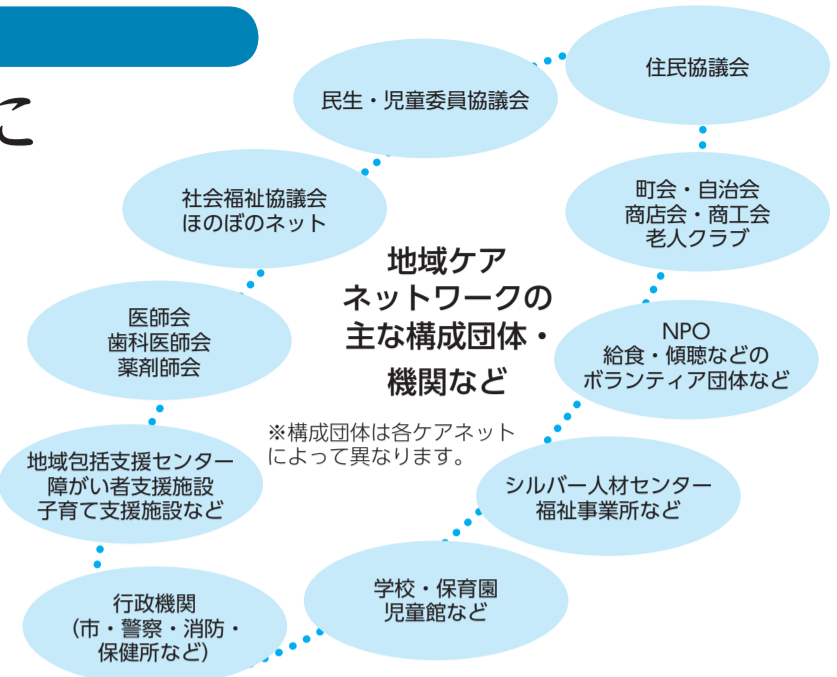 こ
民生・児童委員協議会
住民協議会
社会福祉協議会
ほのぼのネット
町会・自治会
商店会・商工会
老人クラブ
地域ケア
ネットワークの
主な構成団体・
機関など
医師会
歯科医師会
薬剤師会
NPO
給食・傾聴などの
ボランティア団体など
※構成団体は各ケアネット
によって異なります。
地域包括支援センター
障がい者支援施設
子育て支援施設など
シルバー人材センター
福祉事業所など
学校・保育園
児童館など
行政機関
(市・警察・消防・
保健所など)